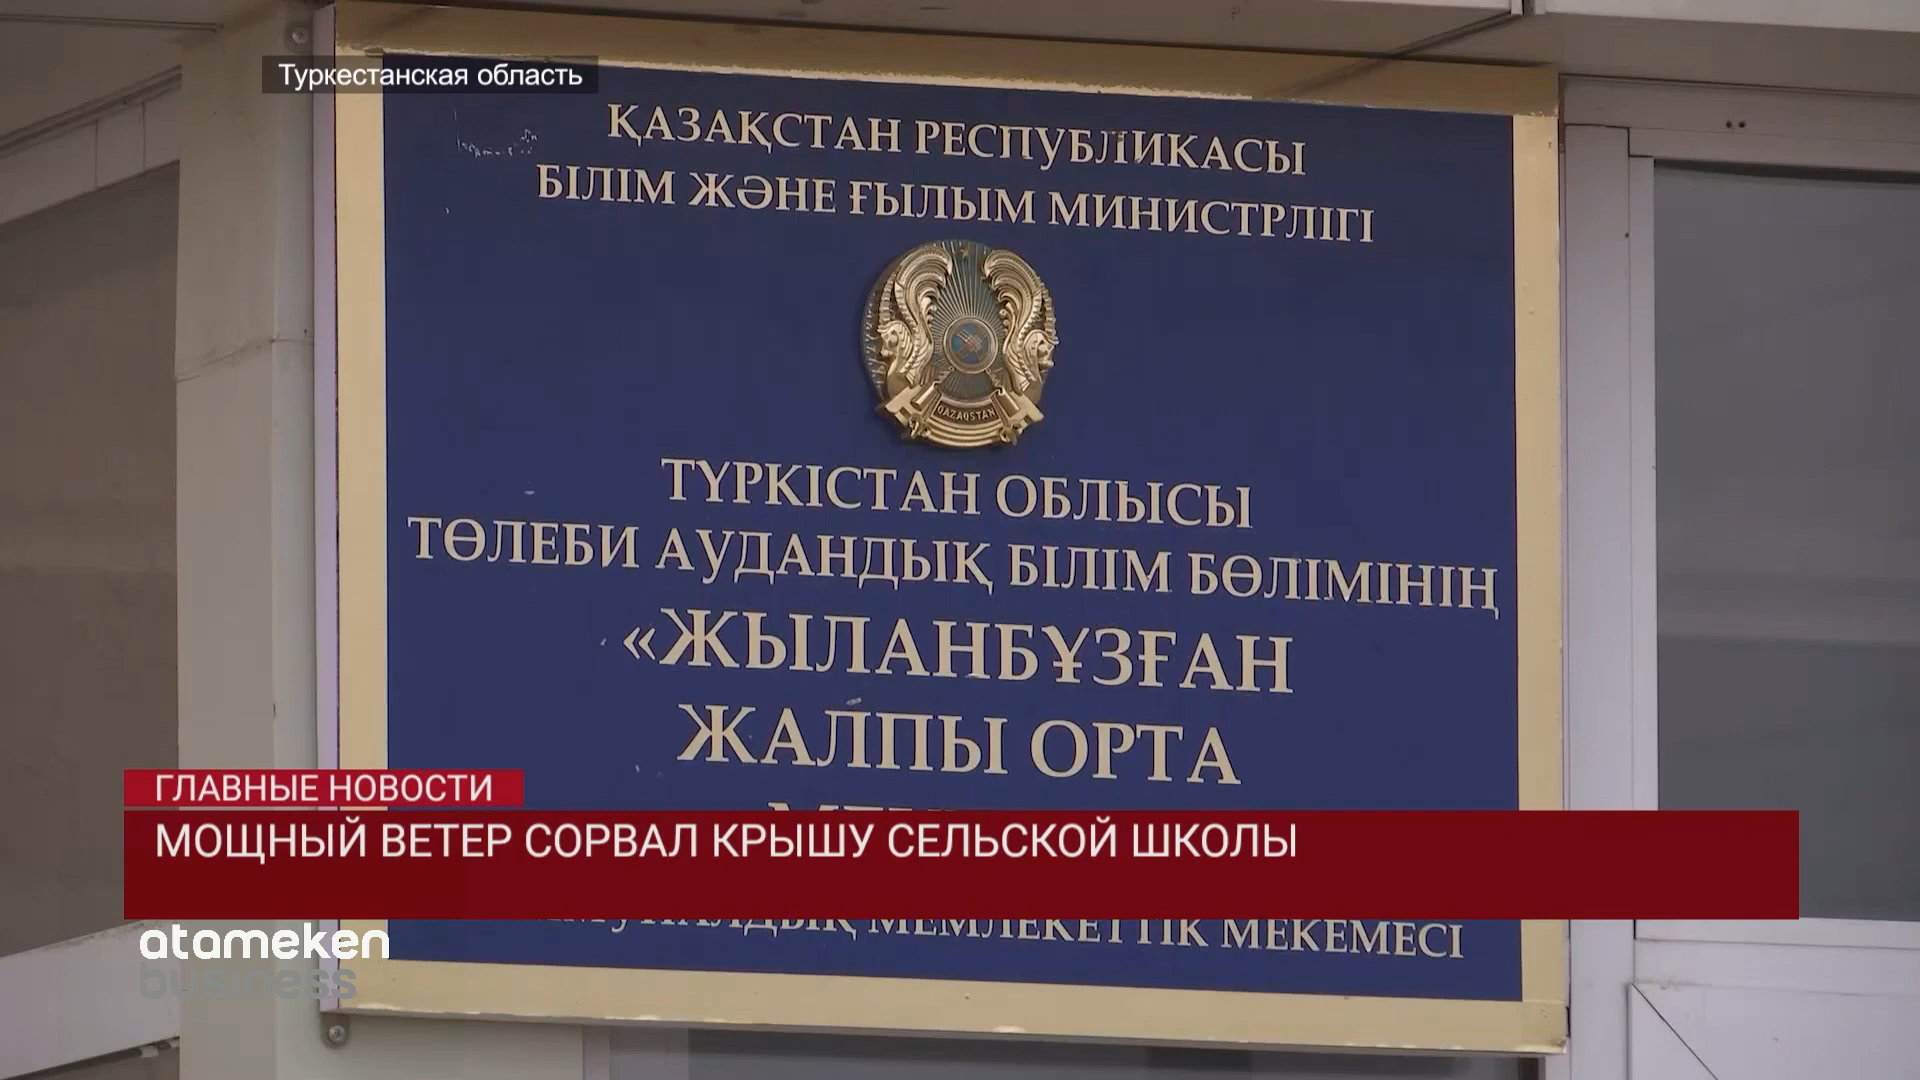 Туркестанская область
ҚАЗАҚСТАН РЕСПУБЛИКАСЫ
БІЛІМ ЖӘНЕ ҒЫЛЫМ МИНИСТРЛІГІ
QAZAQSTAN
ТҮРКІСТАН ОБЛЫСЫ
ТӨЛЕБИ АУДАНДЫҚ БІЛІМ БӨЛІМІНІҢ
«ЖЫЛАНБҰЗҒАН
ЖАЛПЫ ОРТА
ГЛАВНЫЕ НОВОСТИ
МОЩНЫЙ ВЕТЕР СОРВАЛ КРЫШУ СЕЛЬСКОЙ ШКОЛЫ
МЕМЛЕКЕТТІК МЕКЕМЕСІ
atameken
business